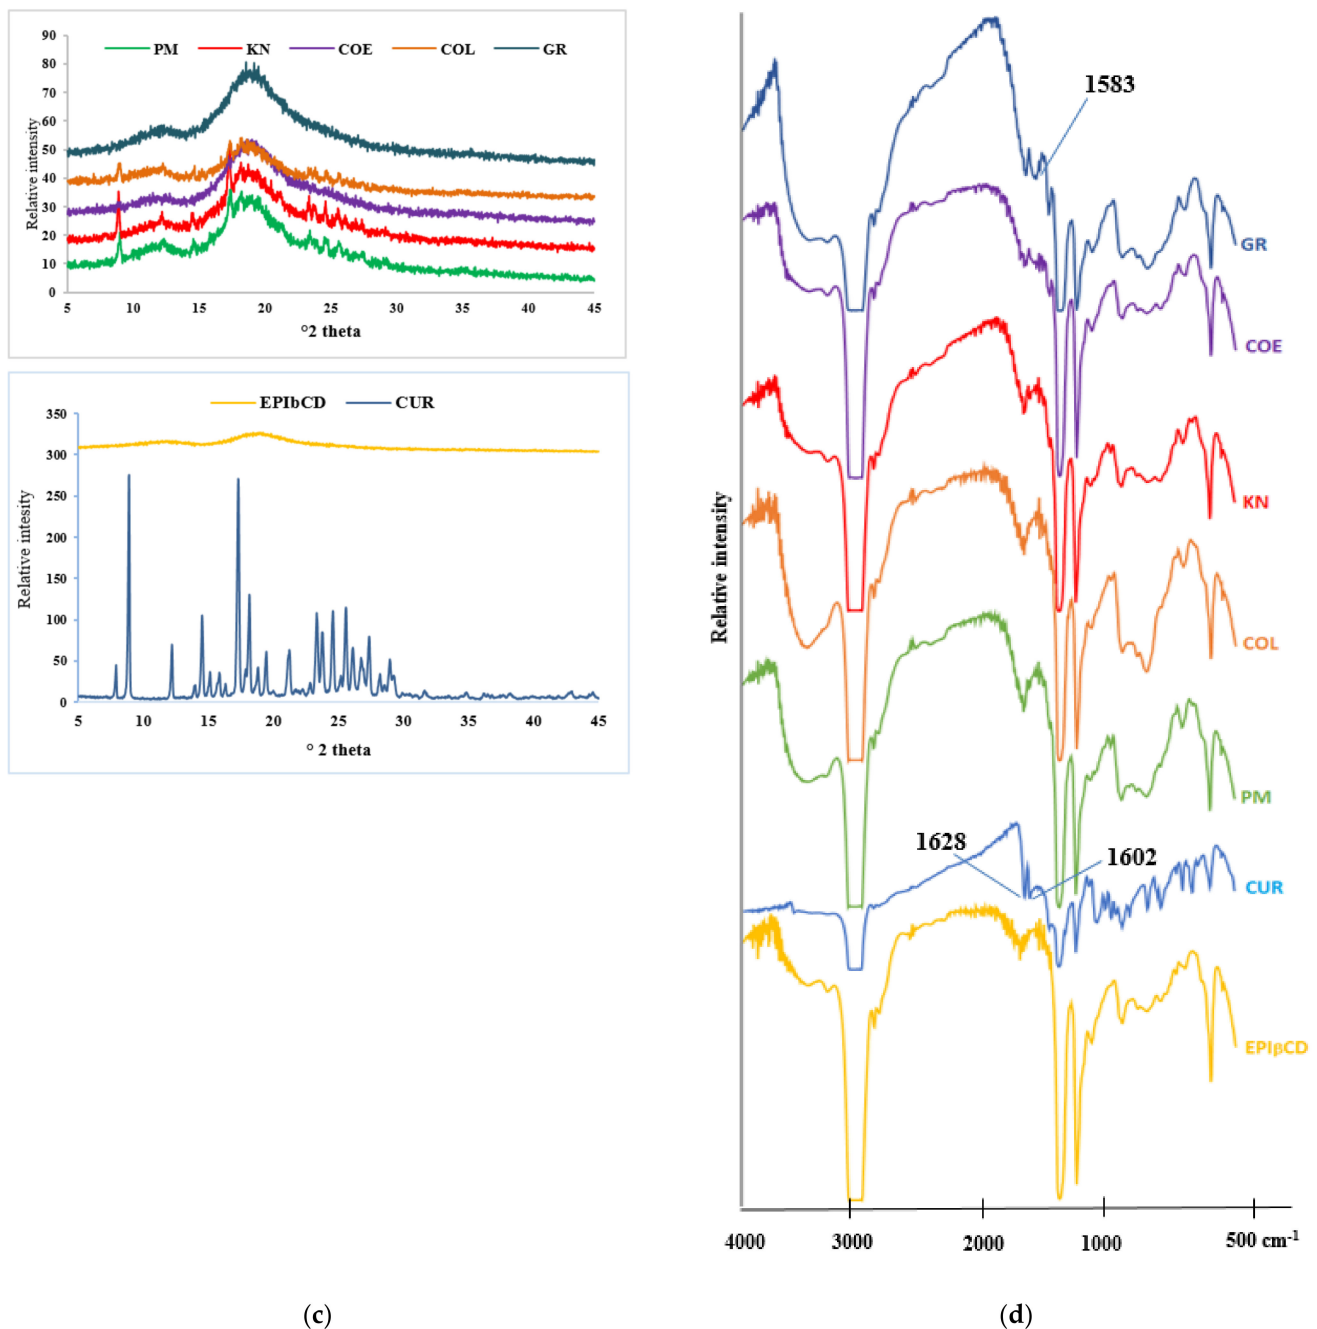 PM KN COE COL GR
90
80
70
60
50
40
30
20
10
0
Relative intensity
5 10 15 20 25 30 35 40 45
°2 theta
EPIbCD CUR
350
300
250
200
150
100
50
0
Relative intesity
5 10 15 20 25 30 35 40 45
° 2 theta
(c)
1583
GR
COE
KN
COL
PM
1628
1602
CUR
EPIβCD
Relative intensity
4000 3000 2000 1000 500 cm-1
(d)